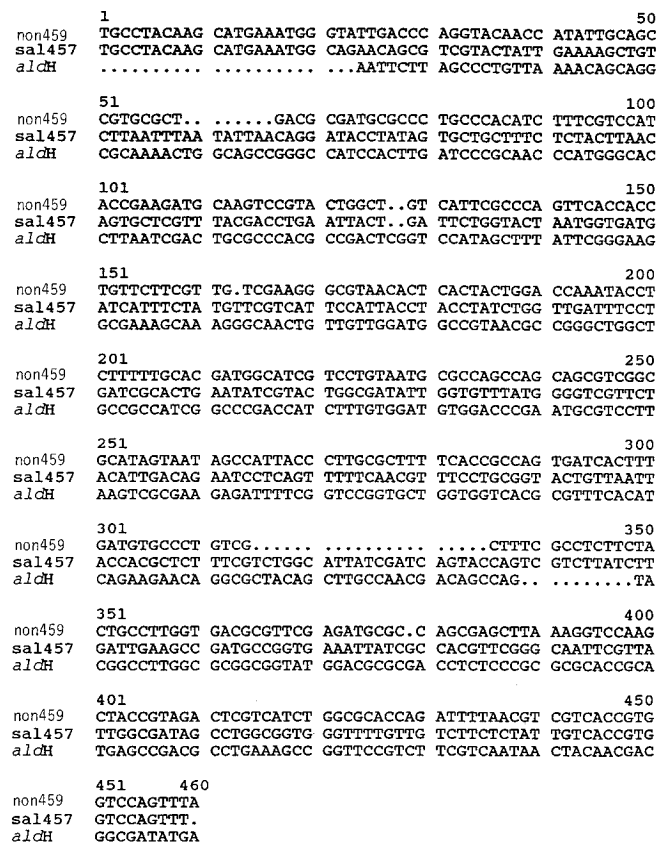 1 50
non459 TGCCTACAAG CATGAAATGG GTATTGACCC AGGTACAACC ATATTGCAGC
sal457 TGCCTACAAG CATGAAATGG CAGAACAGCG TCGTACTATT GAAAAGCTGT
aldH .......... .......... ....AATTCTT AGCCCTGTTA AAACAGCAGG
51 100
non459 CGTGCGCT.. ......GACG CGATGCGCCC TGCCCACATC TTTCGTCCAT
sal457 CTTAATTTAA TATTAACAGG ATACCTATAG TGCTGCTTTC TCTACTTAAC
aldH CGCAAAACTG GCAGCCGGGC CATCCACTTG ATCCCGCAAC CCATGGGCAC
101 150
non459 ACCGAAGATG CAAGTCCGTA CTGGCT..GT CATTCGCCCA GTTCACCACC
sal457 AGTGCTCGTT TACGACCTGA ATTACT..GA TTCTGGTACT AATGGTGATG
aldH CTTAATCGAC TGCGCCCACG CCGACTCGGT CCATAGCTTT ATTCGGGAAG
151 200
non459 TGTTCTTCGT TG.TCGAAGG GCGTAACACT CACTACTGGA CCAAATACCT
sal457 ATCATTTCTA TGTTCGTCAT TCCATTACCT ACCTATCTGG TTGATTTCCT
aldH GCGAAAGCAA AGGGCAACTG TTGTTGGATG GCCGTAACGC CGGGCTGGCT
201 250
non459 CTTTTTGCAC GATGGCATCG TCCTGTAATG CGCCAGCCAG CAGCGTCGGC
sal457 GATCGCACTG AATATCGTAC TGGCGATATT GGTGTTTATG GGGTCGTTCT
aldH GCCGCCATCG GCCCGACCAT CTTTGTGGAT GTGGACCCGA ATGCGTCCTT
251 300
non459 GCATAGTAAT AGCCATTACC CTTGCGCTTT TCACCGCCAG TGATCACTTT
sal457 ACATTGACAG AATCCTCAGT TTTTCAACGT TTCCTGCGGT ACTGTTAATT
aldH AAGTCGCGAA GAGATTTTCG GTCCGGTGCT GGTGGTCACG CGTTTCACAT
301 350
non459 GATGTGCCCT GTCG...... .......... .....CTTTCG GCCTCTTCTA
sal457 ACCACGCTCT TTCGTCTGGC ATTATCGATC AGTACCAGTC GTCTTATCTT
aldH CAGAAGAACA GGCGCTACAG CTTGCCAACG ACAGCCAG.. ........TA
351 400
non459 CTGCCTTGGT GACGCGTTCG AGATGCGC.C AGCGAGCTTA AAGGTCCAAG
sal457 GATTGAAGCC GATGCCGGTG AAATTATCGC CACGTTCGGG CAATTCGTTA
aldH CGGCCTTGGC GCGGCGGTAT GGACGCGCGA CCTCTCCCGC GCGCACCGCA
401 450
non459 CTACCGTAGA CTCGTCATCT GGCGCACCAG ATTTTAACGT CGTCACCGTG
sal457 TTGGCGATAG CCTGGCGGTG GGTTTTGTTG TCTTCTCTAT TGTCACCGTG
aldH TGAGCCGACG CCTGAAAGCC GGTTCCGTCT TCGTCAATAA CTACAACGAC
451 460
non459 GTCCAGTTTA
sal457 GTCCAGTTT.
aldH GGCGATATGA